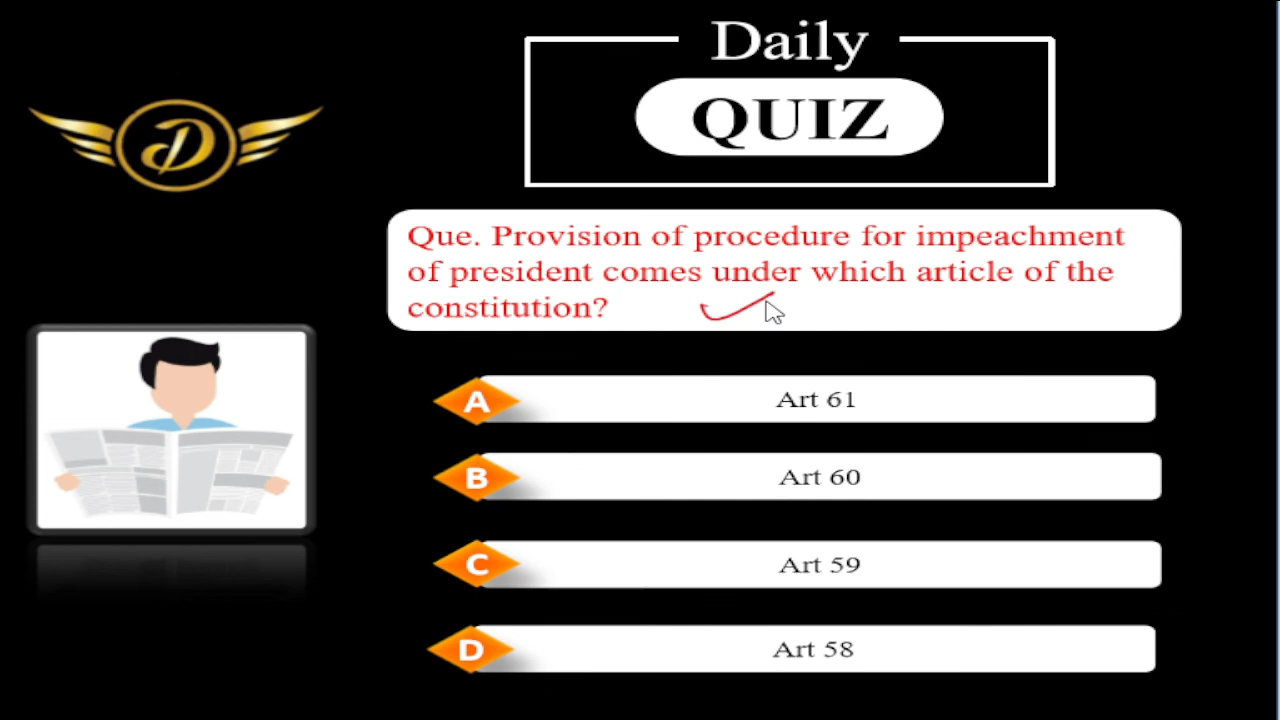 Daily
QUIZ
D
Que. Provision of procedure for impeachment
of president comes under which article of the
constitution?
A Art 61
B Art 60
C Art 59
D Art 58